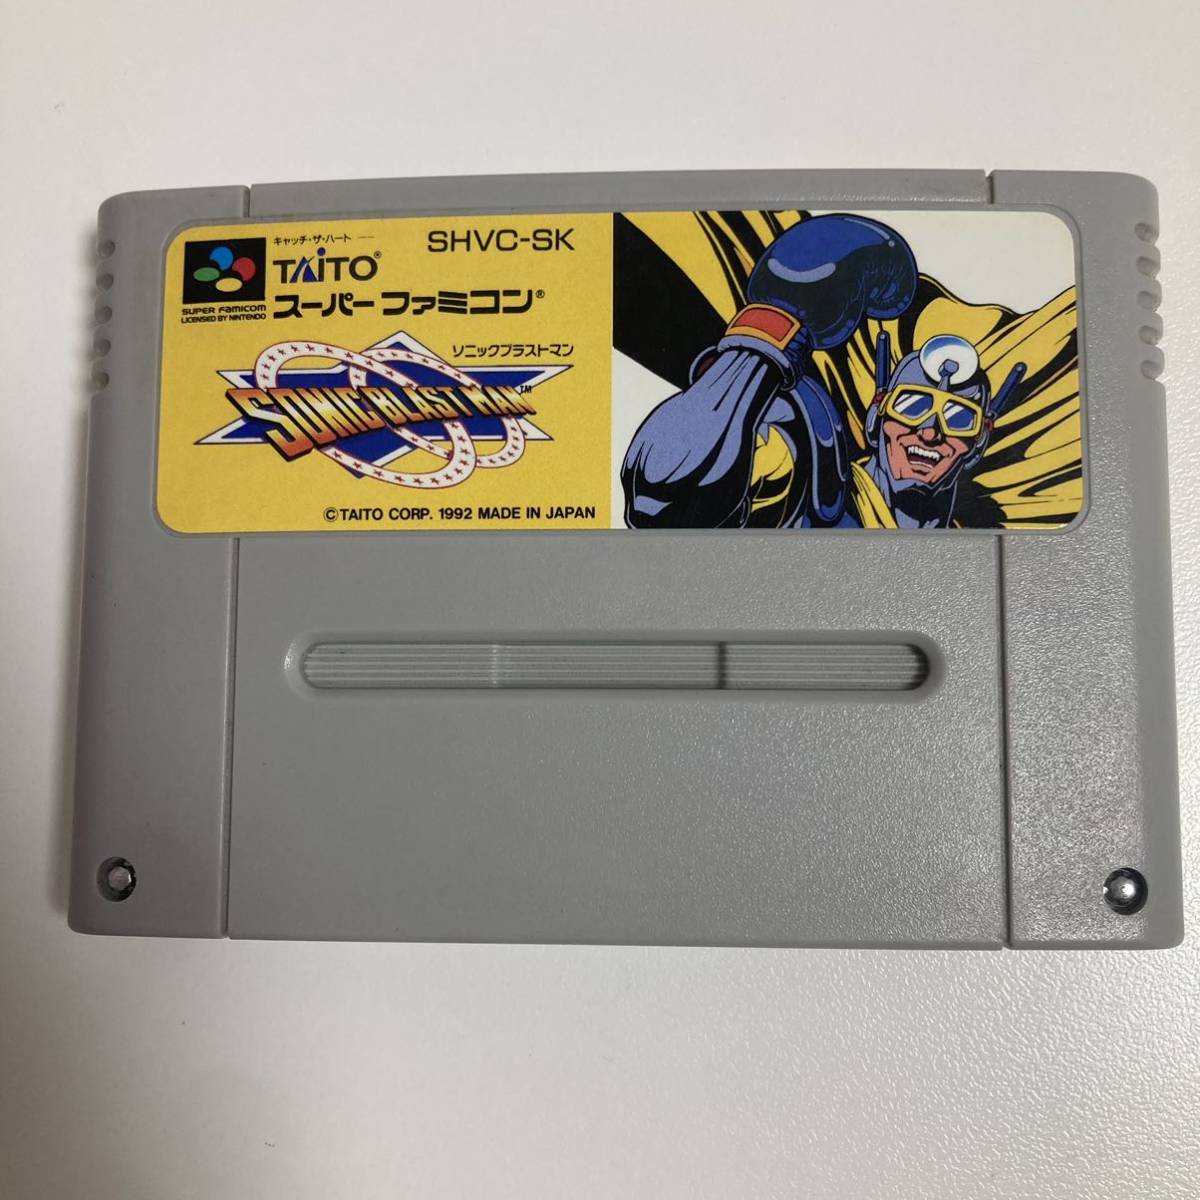 キャッチ・ザ・ハート
SHVC-SK
TAITO®
スーパーファミコン®
SUPER FAMICOM
LICENSED BY NINTENDO
ソニックブラストマン
SONIC BLAST MAN™
©TAITO CORP. 1992 MADE IN JAPAN